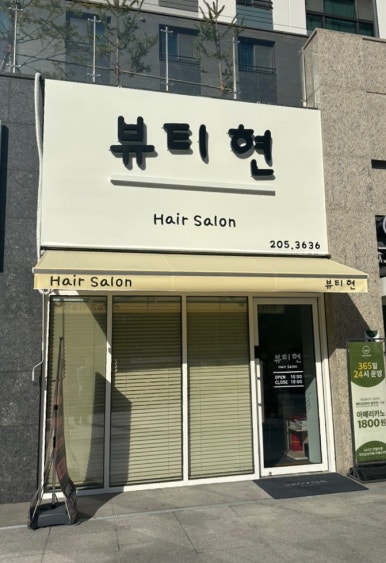 뷰티현
Hair Salon
205.3636
Hair Salon
뷰티현
뷰티현
Hair Salon
OPEN 10:00
CLOSE 19:00
365일
24시 운영
아메리카노
1800원